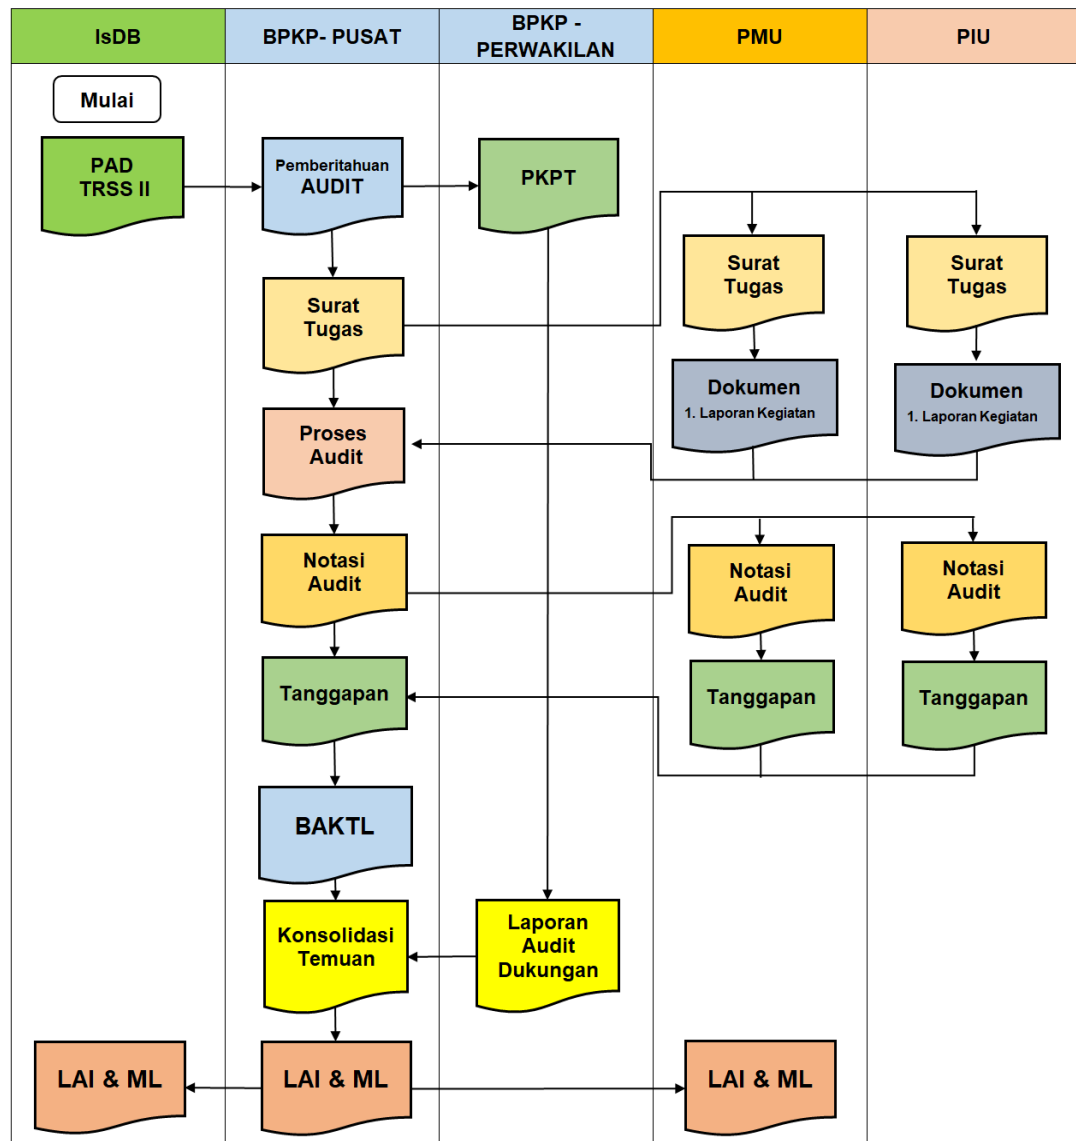 IsDB
BPKP- PUSAT
BPKP -
PERWAKILAN
PMU
PIU
Mulai
PAD
TRSS II
Pemberitahuan
AUDIT
PKPT
Surat
Tugas
Surat
Tugas
Surat
Tugas
Dokumen
1. Laporan Kegiatan
Dokumen
1. Laporan Kegiatan
Proses
Audit
Notasi
Audit
Notasi
Audit
Notasi
Audit
Tanggapan
Tanggapan
Tanggapan
BAKTL
Konsolidasi
Temuan
Laporan
Audit
Dukungan
LAI & ML
LAI & ML
LAI & ML